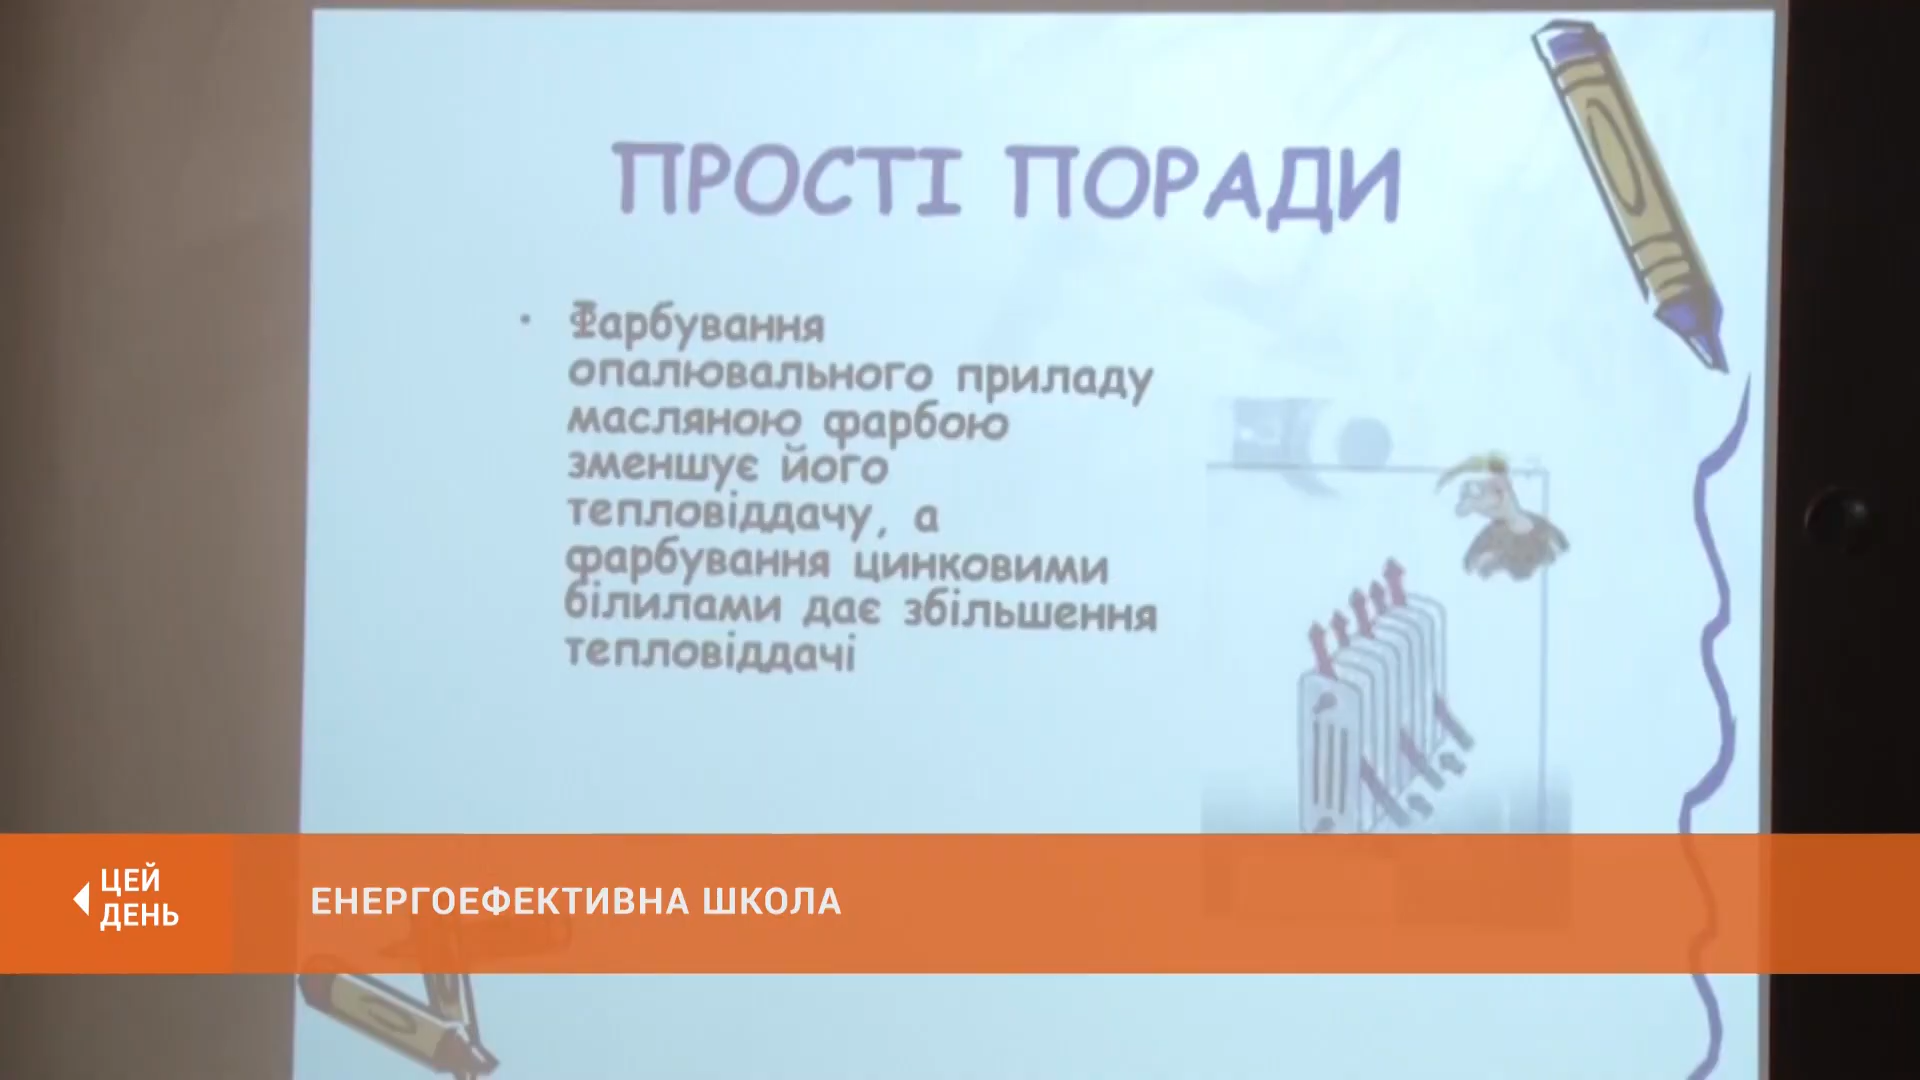 ПРОСТІ ПОРАДИ
• Фарбування
опалювального приладу
масляною фарбою
зменшує його
тепловіддачу, а
фарбування цинковими
білилами дає збільшення
тепловіддачі
ЦЕЙ
ДЕНЬ
ЕНЕРГОЕФЕКТИВНА ШКОЛА